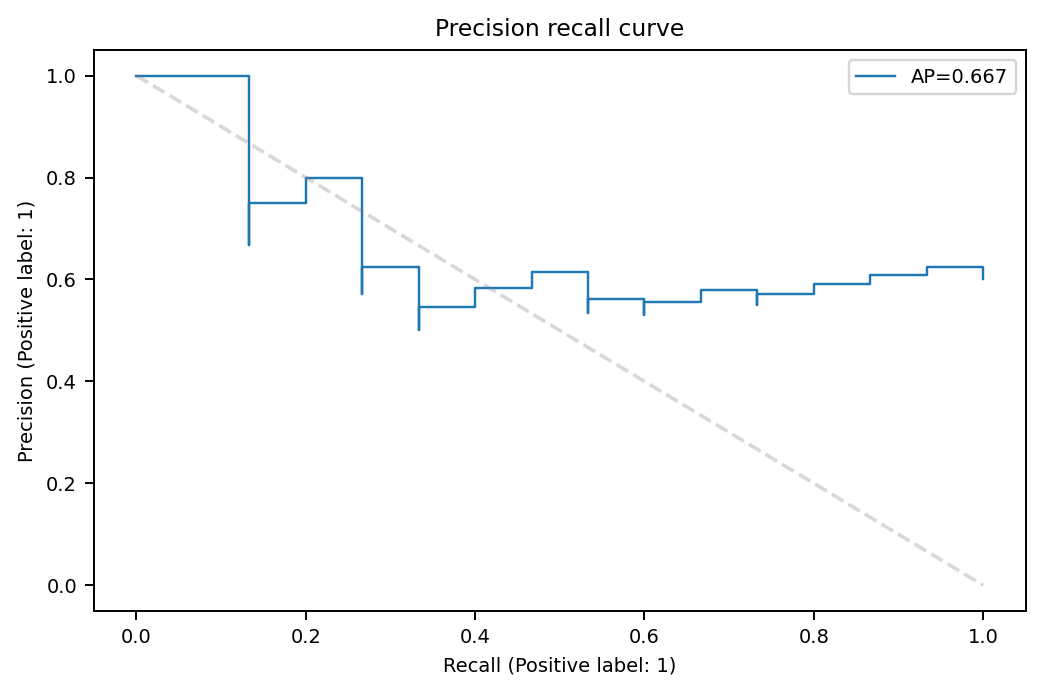 Precision recall curve
AP=0.667
1.0
0.8
0.6
0.4
0.2
0.0
Precision (Positive label: 1)
0.0 0.2 0.4 0.6 0.8 1.0
Recall (Positive label: 1)